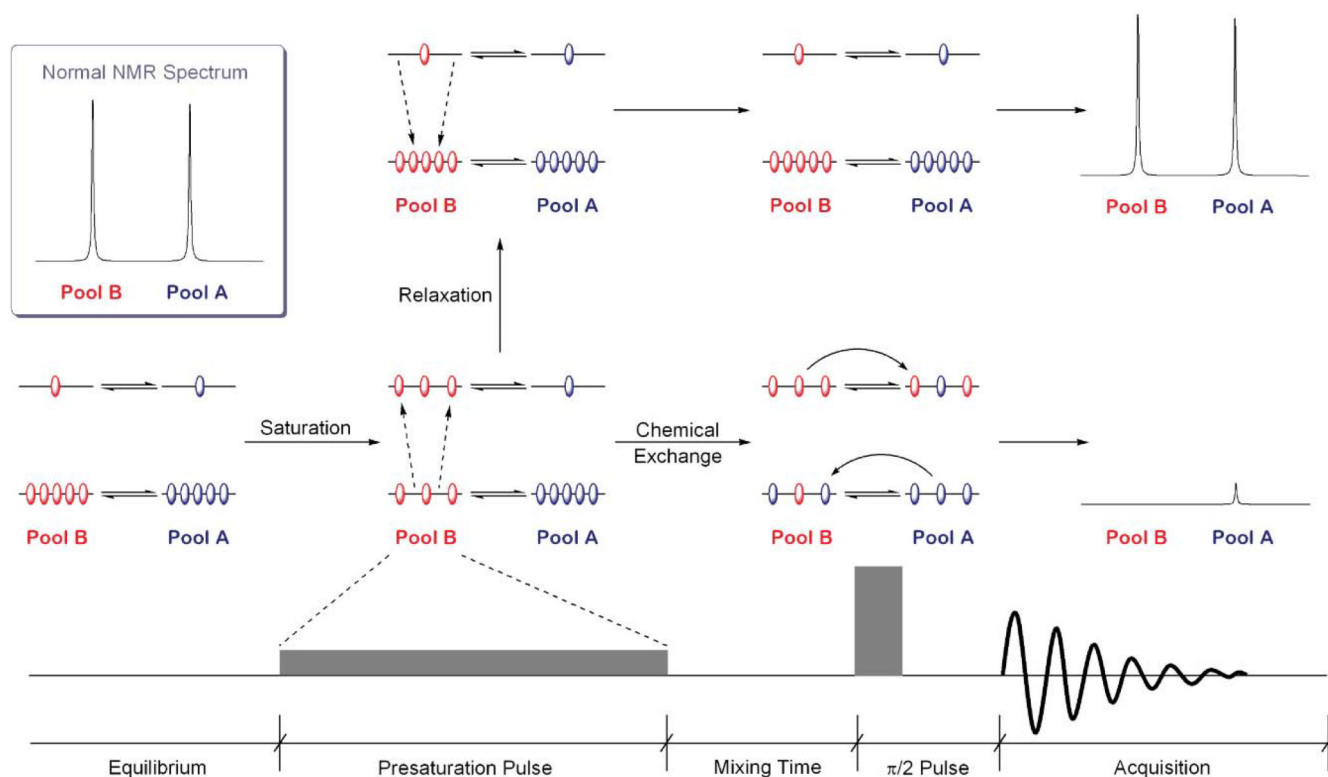 Normal NMR Spectrum
Pool B Pool A
Pool B Pool A
Pool B Pool A
Pool B Pool A
Relaxation
Saturation
Chemical
Exchange
Pool B Pool A
Pool B Pool A
Pool B Pool A
Pool B Pool A
Equilibrium Presaturation Pulse Mixing Time π/2 Pulse Acquisition